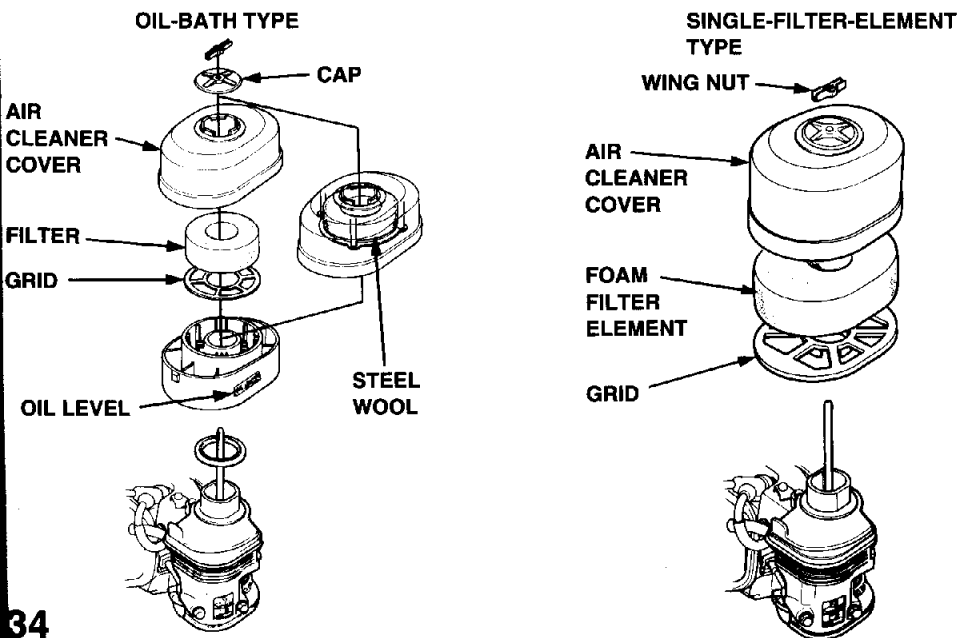 OIL-BATH TYPE
CAP
AIR
CLEANER
COVER
FILTER
GRID
OIL LEVEL
STEEL
WOOL
SINGLE-FILTER-ELEMENT
TYPE
WING NUT
AIR
CLEANER
COVER
FOAM
FILTER
ELEMENT
GRID
34